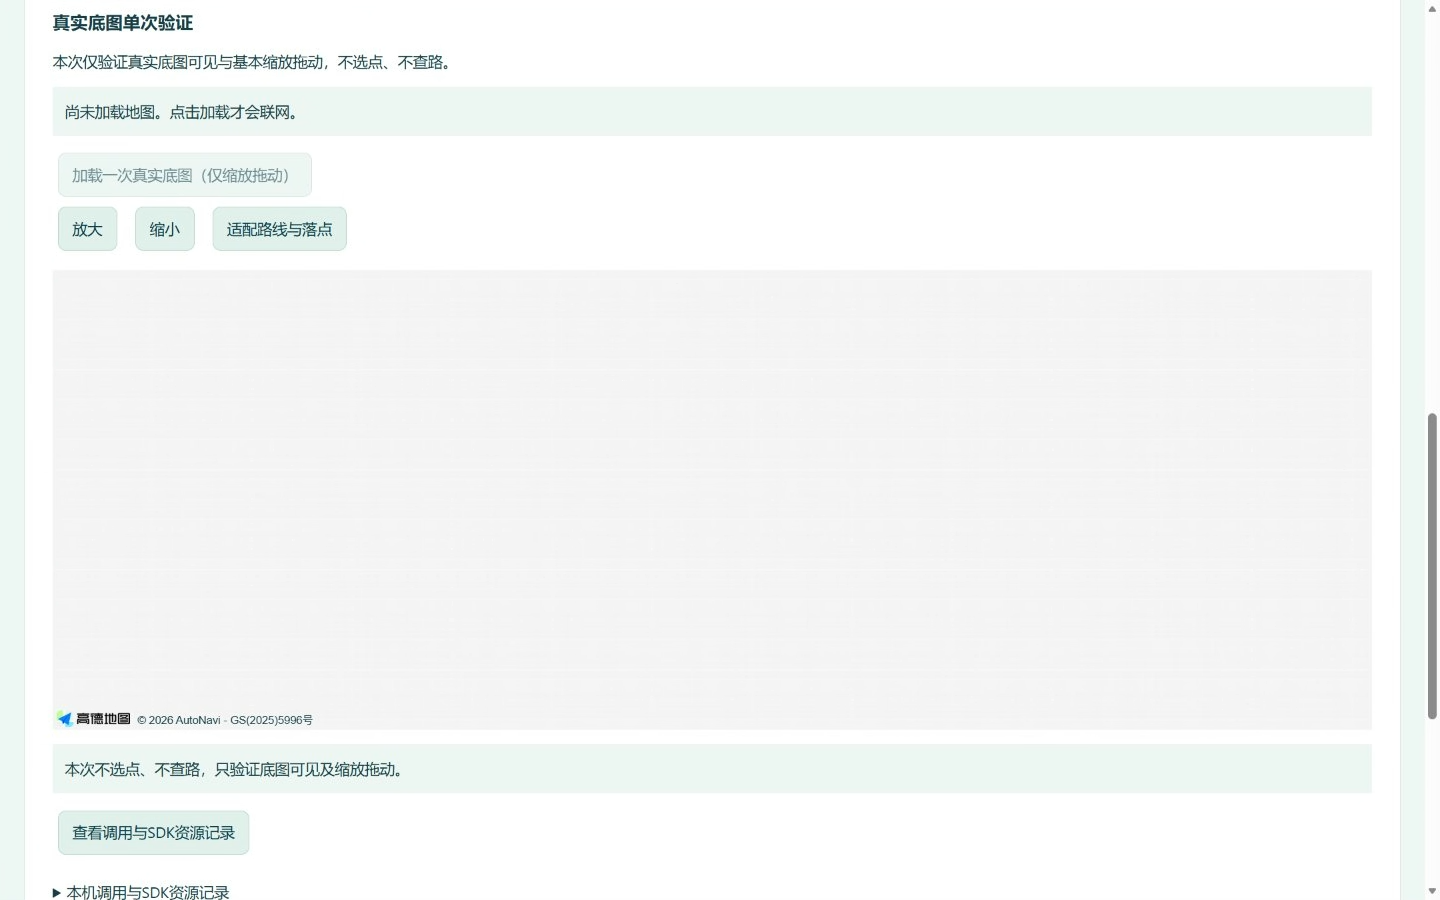 真实底图单次验证
本次仅验证真实底图可见与基本缩放拖动，不选点、不查路。
尚未加载地图。点击加载才会联网。
加载一次真实底图（仅缩放拖动）
放大 缩小 适配路线与落点
高德地图 © 2026 AutoNavi - GS(2025)5996号
本次不选点、不查路，只验证底图可见及缩放拖动。
查看调用与SDK资源记录
▶ 本机调用与SDK资源记录